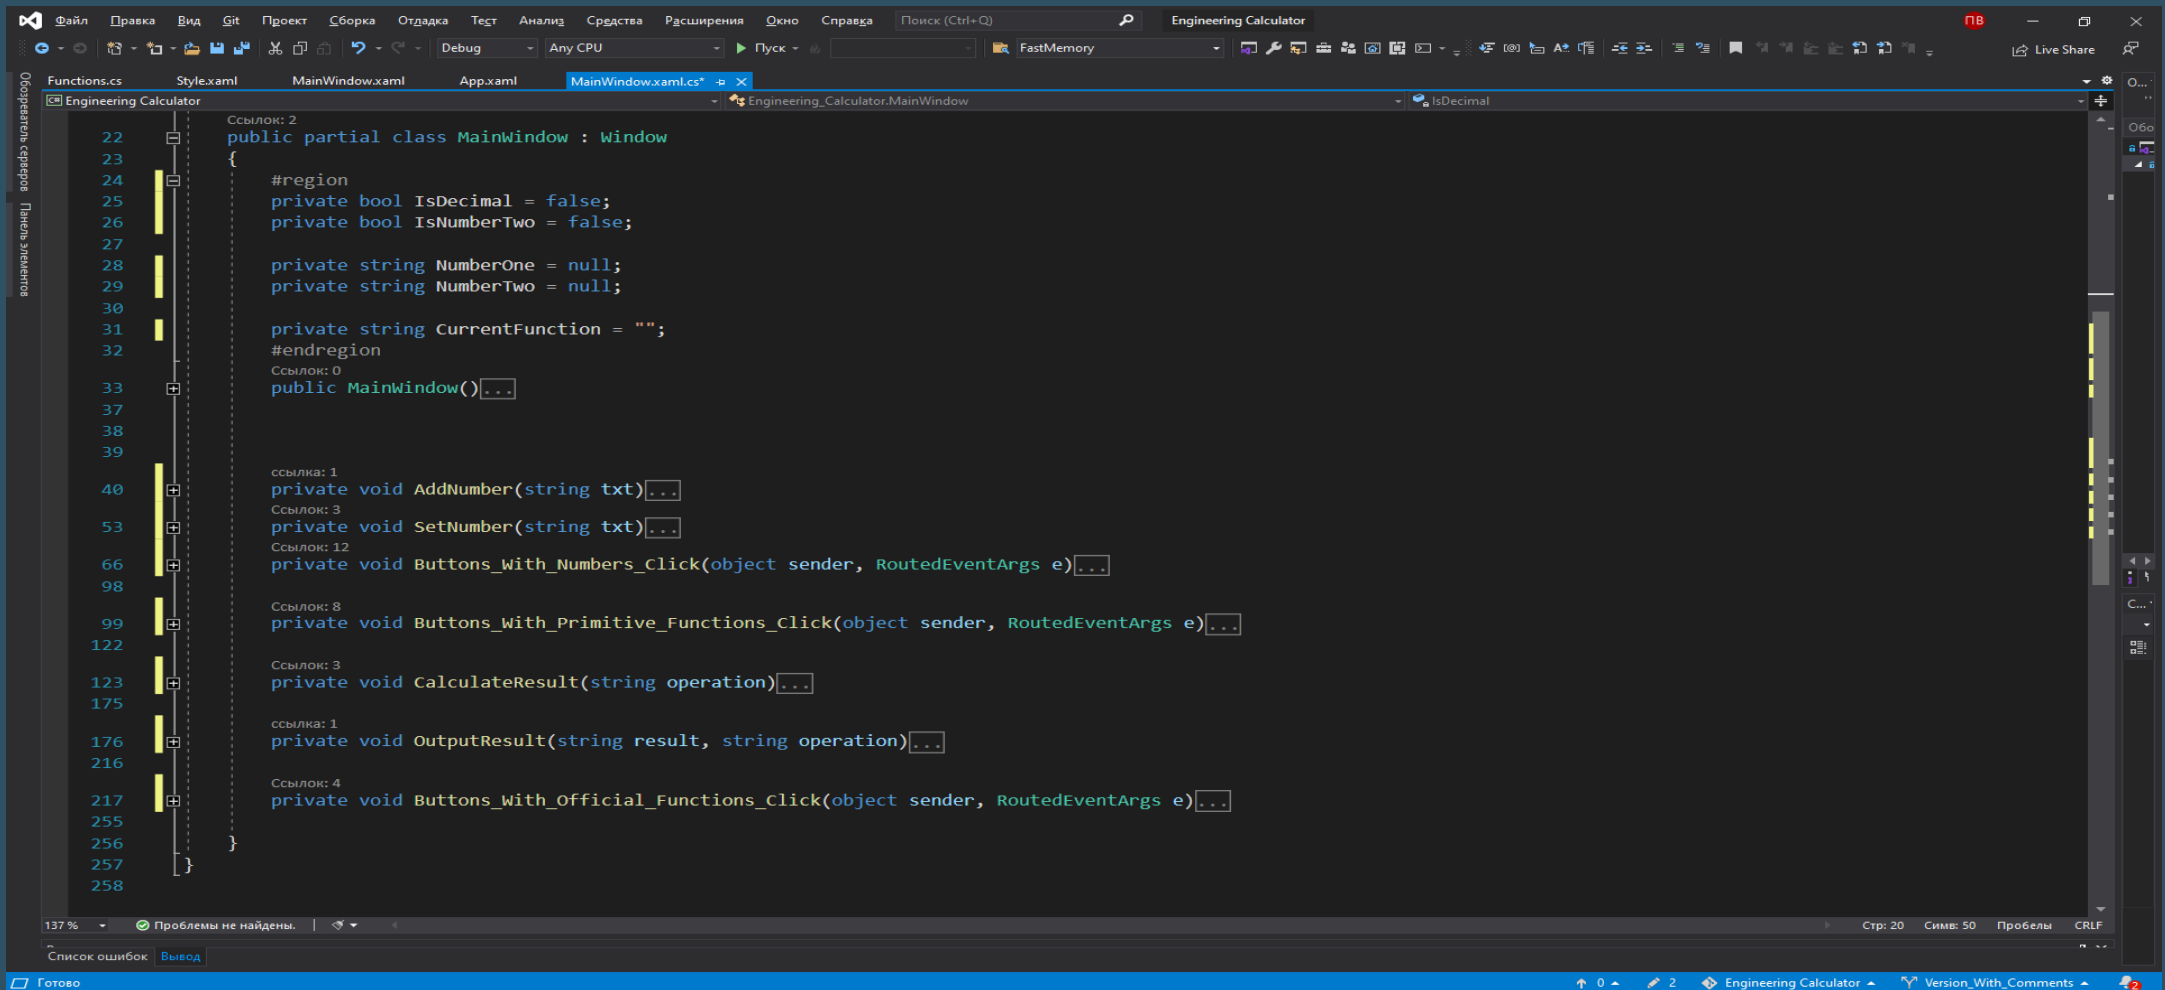 Файл Правка Вид Git Проект Сборка Отладка Тест Анализ Средства Расширения Окно Справка Поиск (Ctrl+Q) Engineering Calculator ПВ
Debug Any CPU Пуск FastMemory Live Share
Functions.cs Style.xaml MainWindow.xaml App.xaml MainWindow.xaml.cs*
Engineering Calculator Engineering_Calculator.MainWindow IsDecimal
Обозреватель серверов
Панель элементов
Ссылок: 2
22 public partial class MainWindow : Window
23 {
24 #region
25 private bool IsDecimal = false;
26 private bool IsNumberTwo = false;
27
28 private string NumberOne = null;
29 private string NumberTwo = null;
30
31 private string CurrentFunction = "";
32 #endregion
Ссылок: 0
33 public MainWindow()...
37
38
39
ссылка: 1
40 private void AddNumber(string txt)...
Ссылок: 3
53 private void SetNumber(string txt)...
Ссылок: 12
66 private void Buttons_With_Numbers_Click(object sender, RoutedEventArgs e)...
98
Ссылок: 8
99 private void Buttons_With_Primitive_Functions_Click(object sender, RoutedEventArgs e)...
122
Ссылок: 3
123 private void CalculateResult(string operation)...
175
ссылка: 1
176 private void OutputResult(string result, string operation)...
216
Ссылок: 4
217 private void Buttons_With_Official_Functions_Click(object sender, RoutedEventArgs e)...
255
256 }
257 }
258
О...
Обо
С...
137 % Проблемы не найдены. Стр: 20 Симв: 50 Пробелы CRLF
Список ошибок Вывод
Готово 0 2 Engineering Calculator Version_With_Comments 2